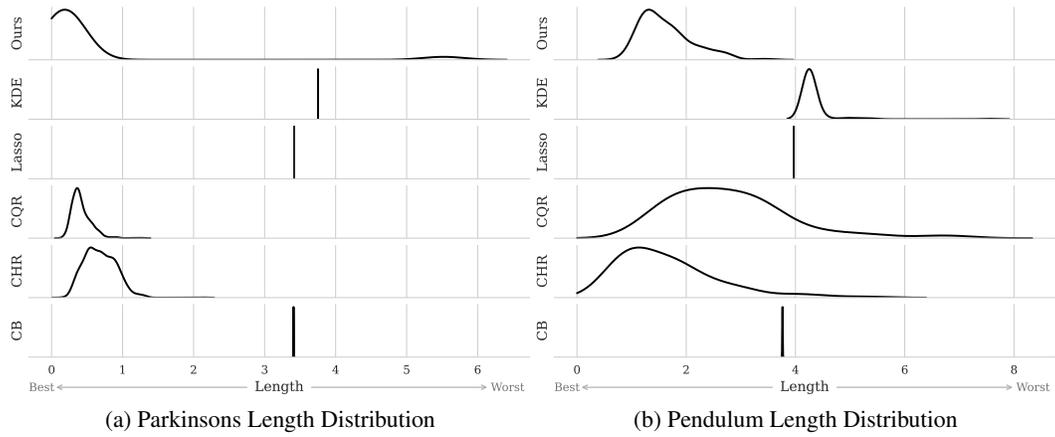 Ours
KDE
Lasso
CQR
CHR
CB
0 1 2 3 4 5 6
Best Length Worst
(a) Parkinsons Length Distribution
Ours
KDE
Lasso
CQR
CHR
CB
0 2 4 6 8
Best Length Worst
(b) Pendulum Length Distribution